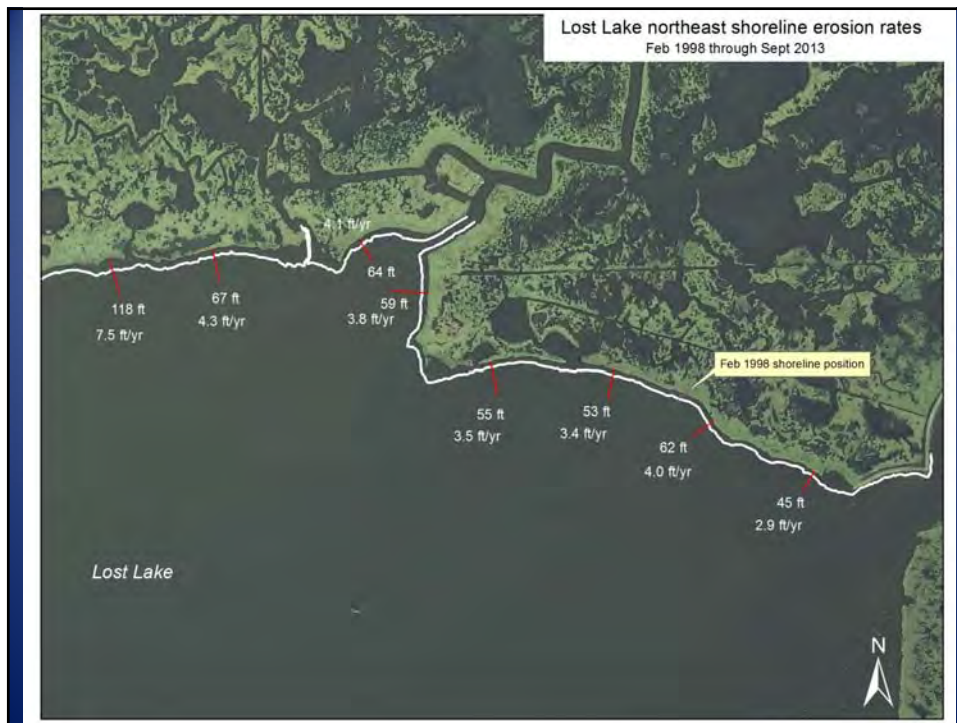 Lost Lake northeast shoreline erosion rates
Feb 1998 through Sept 2013
4.1 ft/yr
64 ft
118 ft
7.5 ft/yr
67 ft
4.3 ft/yr
59 ft
3.8 ft/yr
Feb 1998 shoreline position
55 ft
3.5 ft/yr
53 ft
3.4 ft/yr
62 ft
4.0 ft/yr
45 ft
2.9 ft/yr
Lost Lake
N